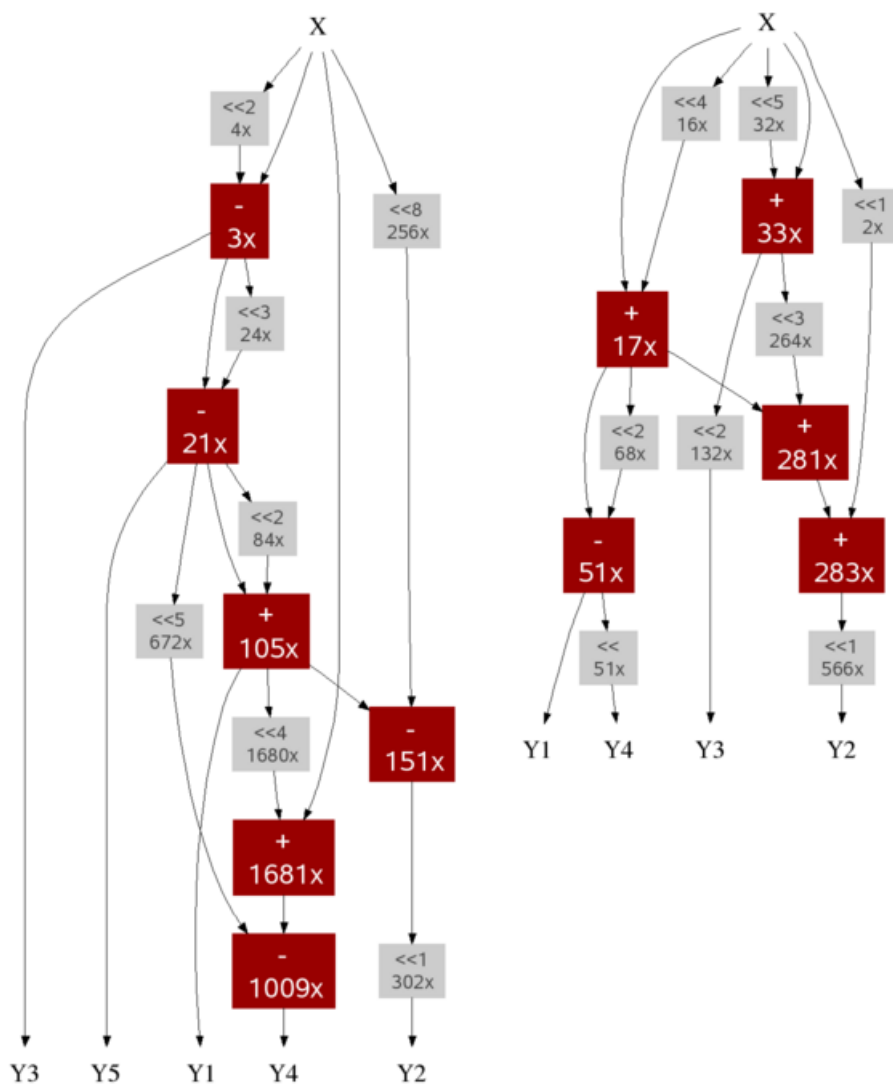 X
<<2
4x
-
3x
<<8
256x
<<3
24x
-
21x
<<2
84x
<<5
672x
+
105x
<<4
1680x
-
151x
+
1681x
-
1009x
<<1
302x
Y3 Y5 Y1 Y4 Y2
X
<<4
16x
<<5
32x
+
33x
<<1
2x
+
17x
<<3
264x
<<2
68x
<<2
132x
+
281x
-
51x
+
283x
<<
51x
<<1
566x
Y1 Y4 Y3 Y2